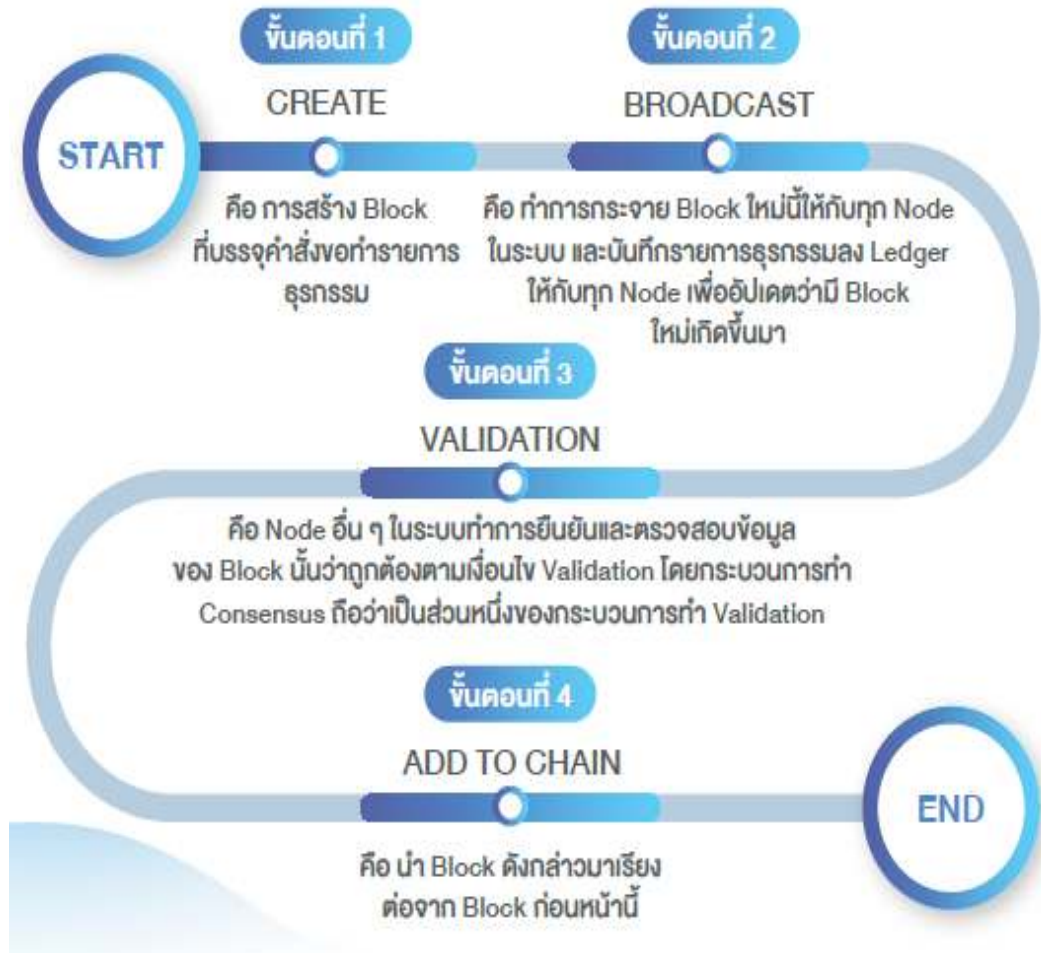 ขั้นตอนที่ 1
ขั้นตอนที่ 2
CREATE
BROADCAST
START
คือ การสร้าง Block
ที่บรรจุคำสั่งขอทำรายการ
ธุรกรรม
คือ ทำการกระจาย Block ใหม่นี้ให้กับทุก Node
ในระบบ และบันทึกรายการธุรกรรมลง Ledger
ให้กับทุก Node เพื่ออัปเดตว่ามี Block
ใหม่เกิดขึ้นมา
ขั้นตอนที่ 3
VALIDATION
คือ Node อื่น ๆ ในระบบทำการยืนยันและตรวจสอบข้อมูล
ของ Block นั้นว่าถูกต้องตามเงื่อนไข Validation โดยกระบวนการทำ
Consensus ถือว่าเป็นส่วนหนึ่งของกระบวนการทำ Validation
ขั้นตอนที่ 4
ADD TO CHAIN
END
คือ นำ Block ดังกล่าวมาเรียง
ต่อจาก Block ก่อนหน้านี้